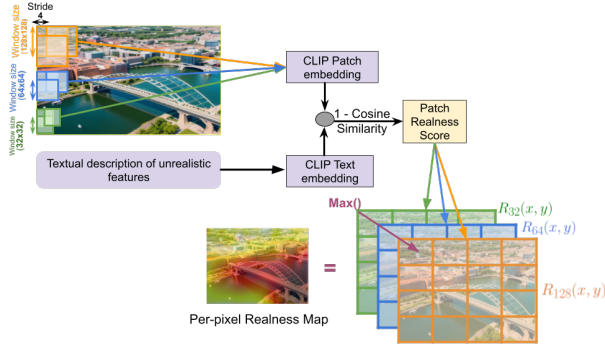 Stride
4
Window size
(128x128)
Window size
(64x64)
Window size
(32x32)
CLIP Patch
embedding
1 - Cosine
Similarity
Patch
Realness
Score
Textual description of unrealistic
features
CLIP Text
embedding
Max()
R32(x, y)
R64(x, y)
R128(x, y)
=
Per-pixel Realness Map